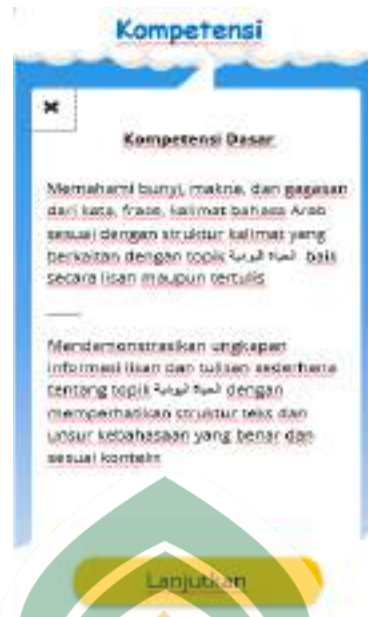 Kompetensi
×
Kompetensi Dasar
Memahami bunyi, makna, dan gagasan
dari kata, frase, kalimat bahasa Arab
sesuai dengan struktur kalimat yang
berkaitan dengan topik الحياة اليومية baik
secara lisan maupun tertulis
Mendemonstrasikan ungkapan
informasi lisan dan tulisan sederhana
tentang topik الحياة اليومية dengan
memperhatikan struktur teks dan
unsur kebahasaan yang benar dan
sesuai konteks
Lanjutkan